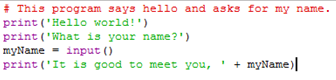 # This program says hello and asks for my name.
print('Hello world!')
print('What is your name?')
myName = input()
print('It is good to meet you, ' + myName)